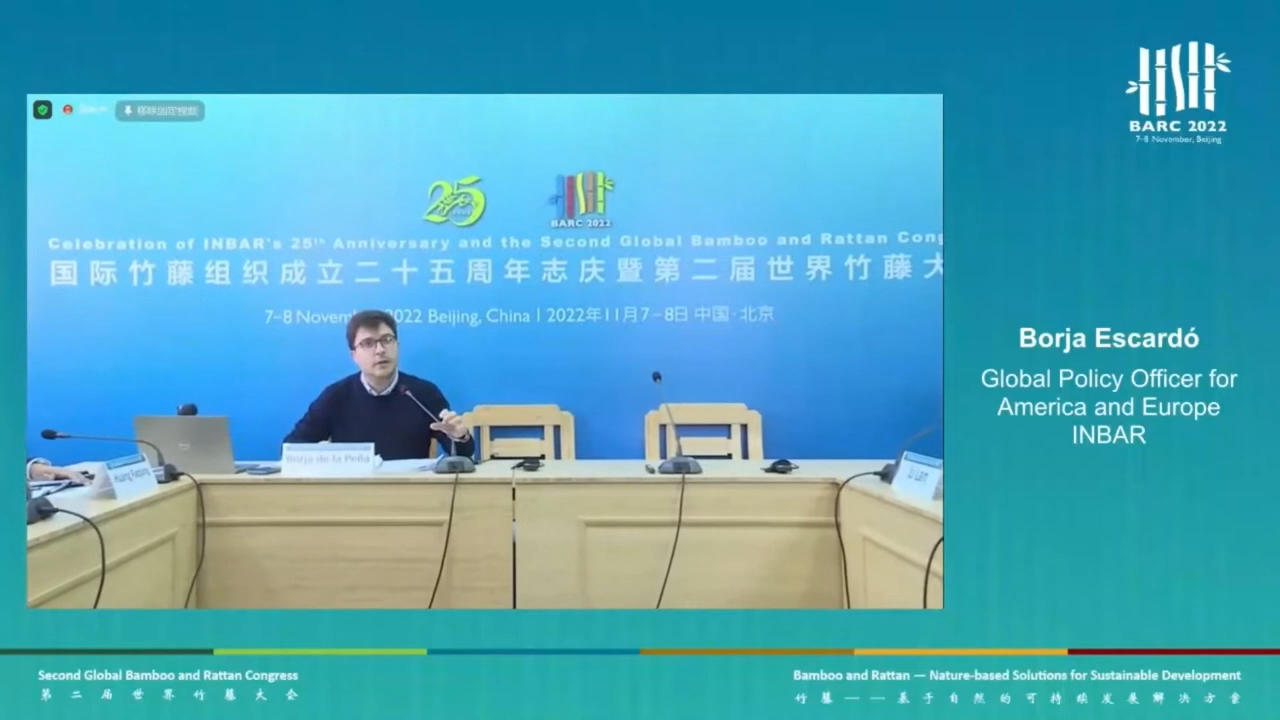 BARC 2022
7-8 November, Beijing
25
BARC 2022
Celebration of INBAR's 25th Anniversary and the Second Global Bamboo and Rattan Cong
国际竹藤组织成立二十五周年志庆暨第二届世界竹藤大
7-8 Novem 2022 Beijing, China | 2022年11月7-8日 中国·北京
Borja de la Peña
Li Lan
Borja Escardó
Global Policy Officer for
America and Europe
INBAR
Second Global Bamboo and Rattan Congress
第二届世界竹藤大会
Bamboo and Rattan — Nature-based Solutions for Sustainable Development
竹藤——基于自然的可持续发展解决方案